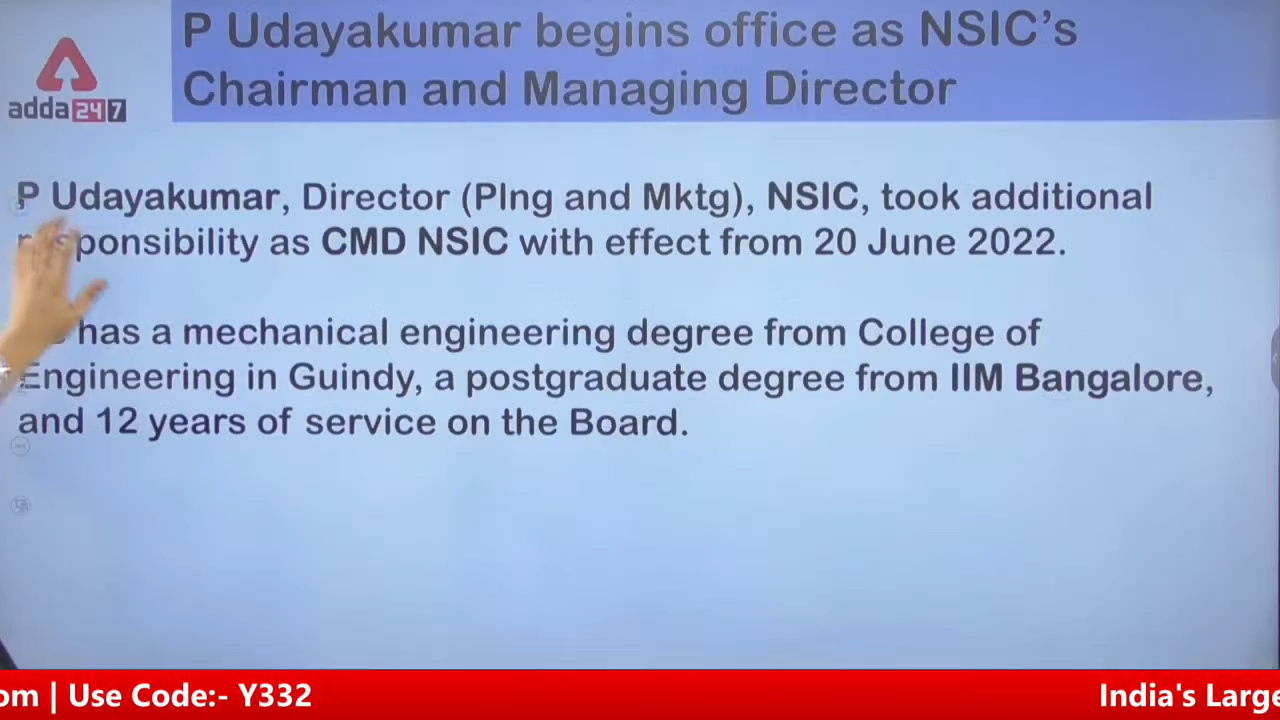 P Udayakumar begins office as NSIC's
Chairman and Managing Director
adda247
P Udayakumar, Director (Plng and Mktg), NSIC, took additional
responsibility as CMD NSIC with effect from 20 June 2022.
has a mechanical engineering degree from College of
Engineering in Guindy, a postgraduate degree from IIM Bangalore,
and 12 years of service on the Board.
om | Use Code:- Y332
India's Large